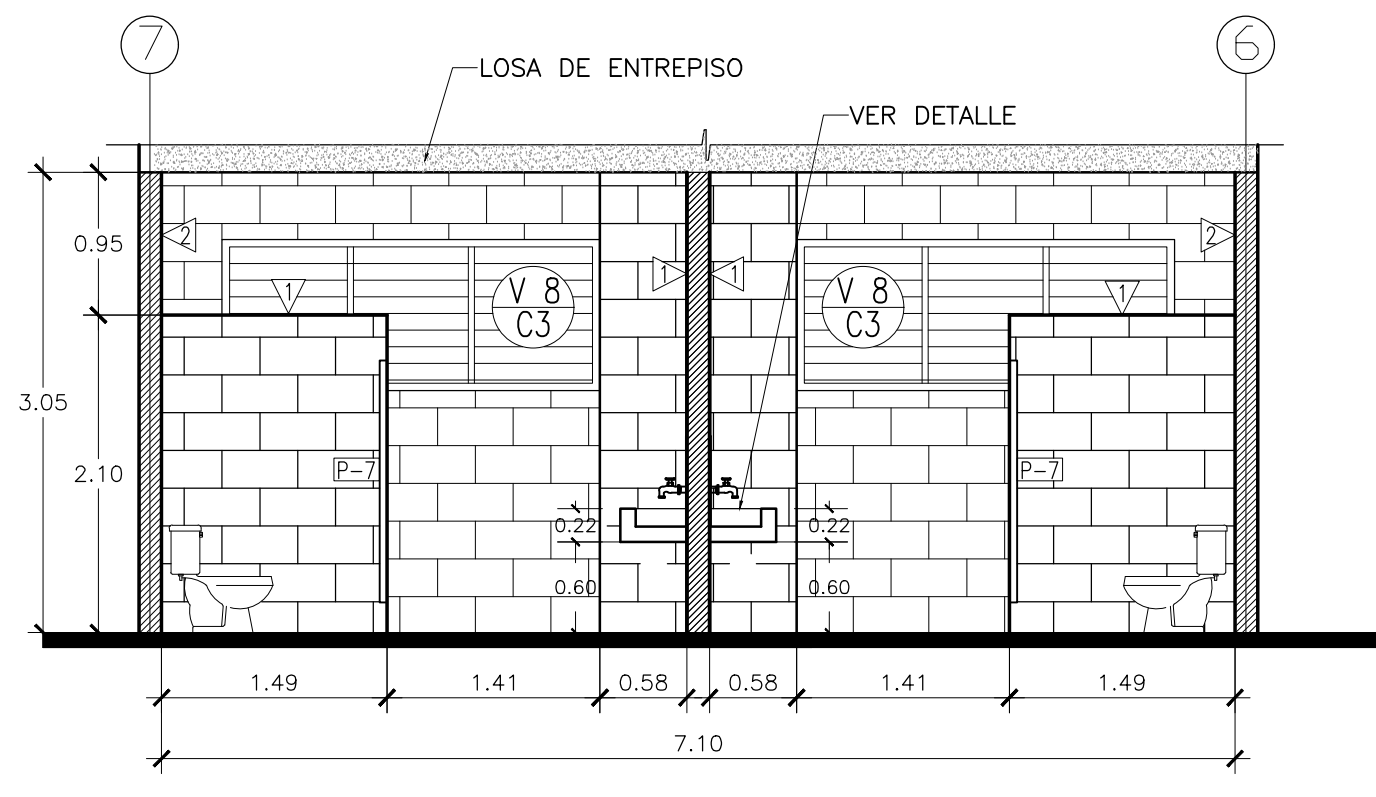 7
6
LOSA DE ENTREPISO
VER DETALLE
0.95
2
2
1
1
1
1
V 8
C3
V 8
C3
3.05
2.10
P-7
P-7
0.22
0.22
0.60
0.60
1.49
1.41
0.58
0.58
1.41
1.49
7.10